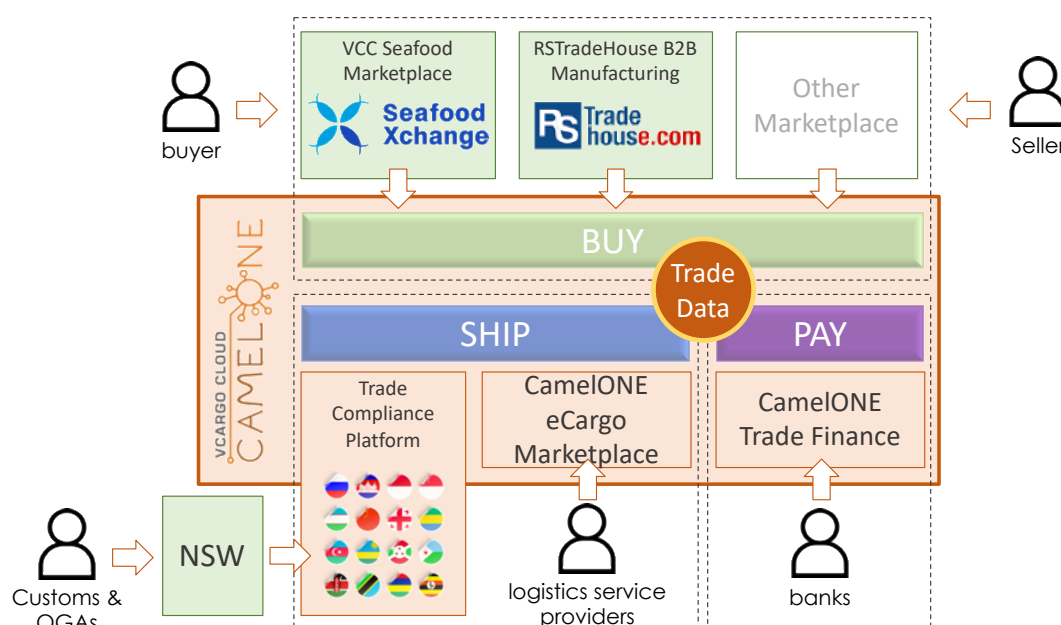 VCC Seafood
Marketplace
Seafood
Xchange
RSTradeHouse B2B
Manufacturing
RS Trade
house.com
Other
Marketplace
buyer
Seller
BUY
Trade
Data
VCARGO CLOUD
CAMELONE
SHIP
PAY
Trade
Compliance
Platform
CamelONE
eCargo
Marketplace
CamelONE
Trade Finance
NSW
Customs &
OGAs
logistics service
providers
banks